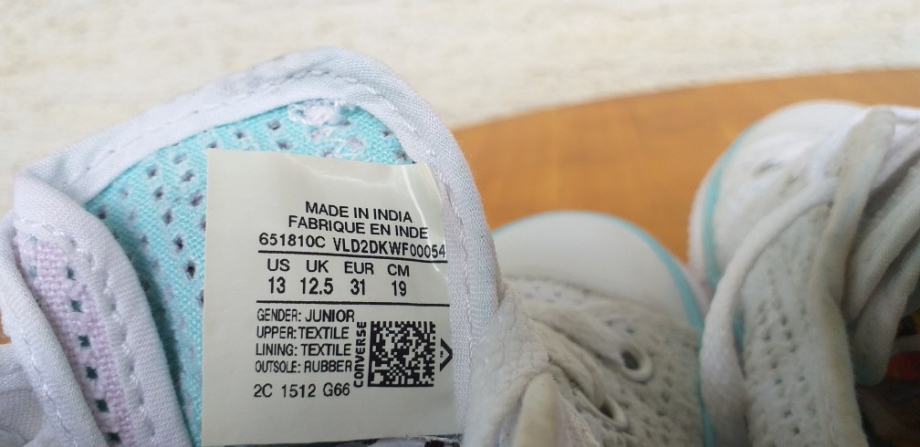 MADE IN INDIA
FABRIQUE EN INDE
651810C VLD2DKWF00054
US UK EUR CM
13 12.5 31 19
GENDER: JUNIOR
UPPER: TEXTILE
LINING: TEXTILE
OUTSOLE: RUBBER
CONVERSE
2C 1512 G66